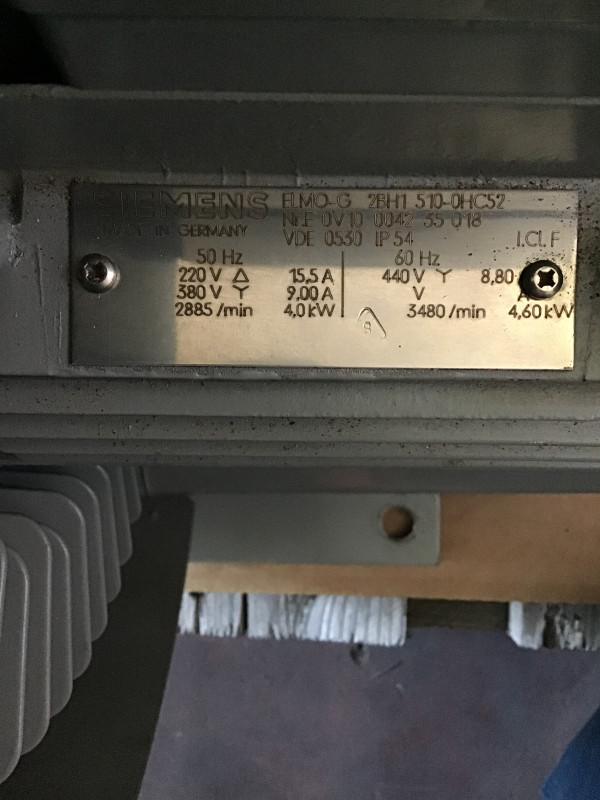 SIEMENS ELMO-G 2BH1 510-0HC52
Nr.E 0V10 0042 35 018
MADE IN GERMANY
VDE 0530 IP 54 I.Cl. F
50 Hz 60 Hz
220 V Δ 15,5 A 440 V Y 8,80
380 V Y 9,00 A V A
2885/min 4,0 kW 3480/min 4,60 kW